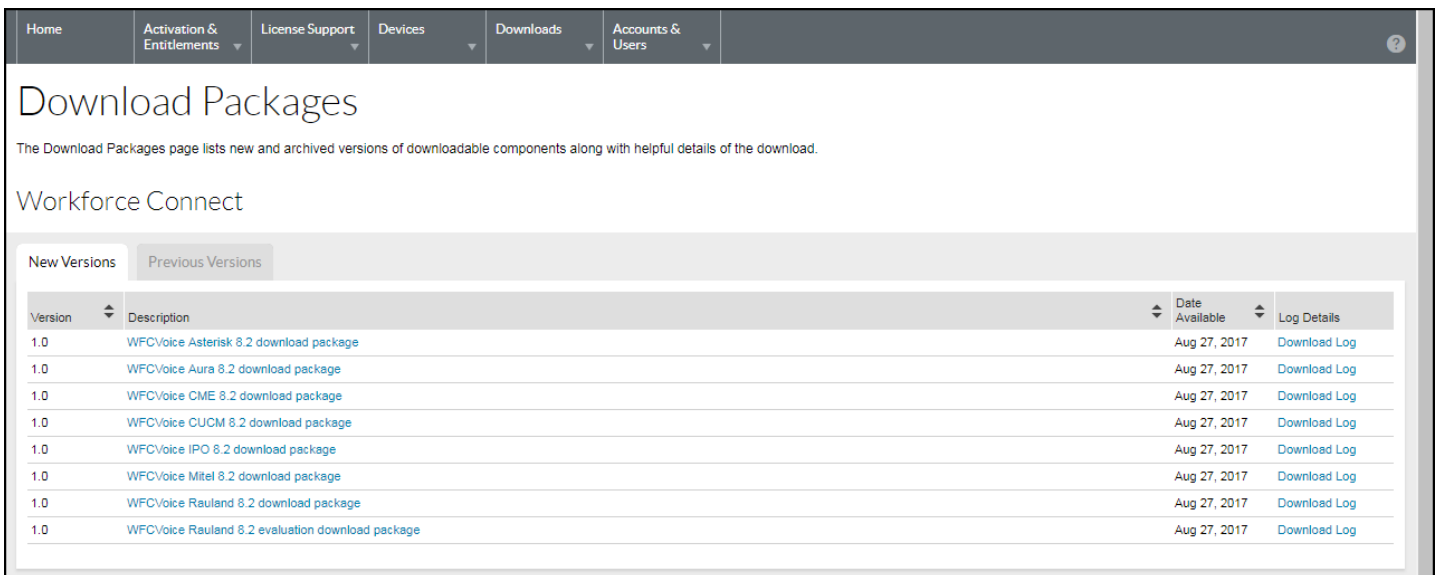 Home Activation & License Support Devices Downloads Accounts &
Entitlements Users
?
Download Packages
The Download Packages page lists new and archived versions of downloadable components along with helpful details of the download.
Workforce Connect
New Versions Previous Versions
Version Description Date Available Log Details
1.0 WFCVoice Asterisk 8.2 download package Aug 27, 2017 Download Log
1.0 WFCVoice Aura 8.2 download package Aug 27, 2017 Download Log
1.0 WFCVoice CME 8.2 download package Aug 27, 2017 Download Log
1.0 WFCVoice CUCM 8.2 download package Aug 27, 2017 Download Log
1.0 WFCVoice IPO 8.2 download package Aug 27, 2017 Download Log
1.0 WFCVoice Mitel 8.2 download package Aug 27, 2017 Download Log
1.0 WFCVoice Rauland 8.2 download package Aug 27, 2017 Download Log
1.0 WFCVoice Rauland 8.2 evaluation download package Aug 27, 2017 Download Log